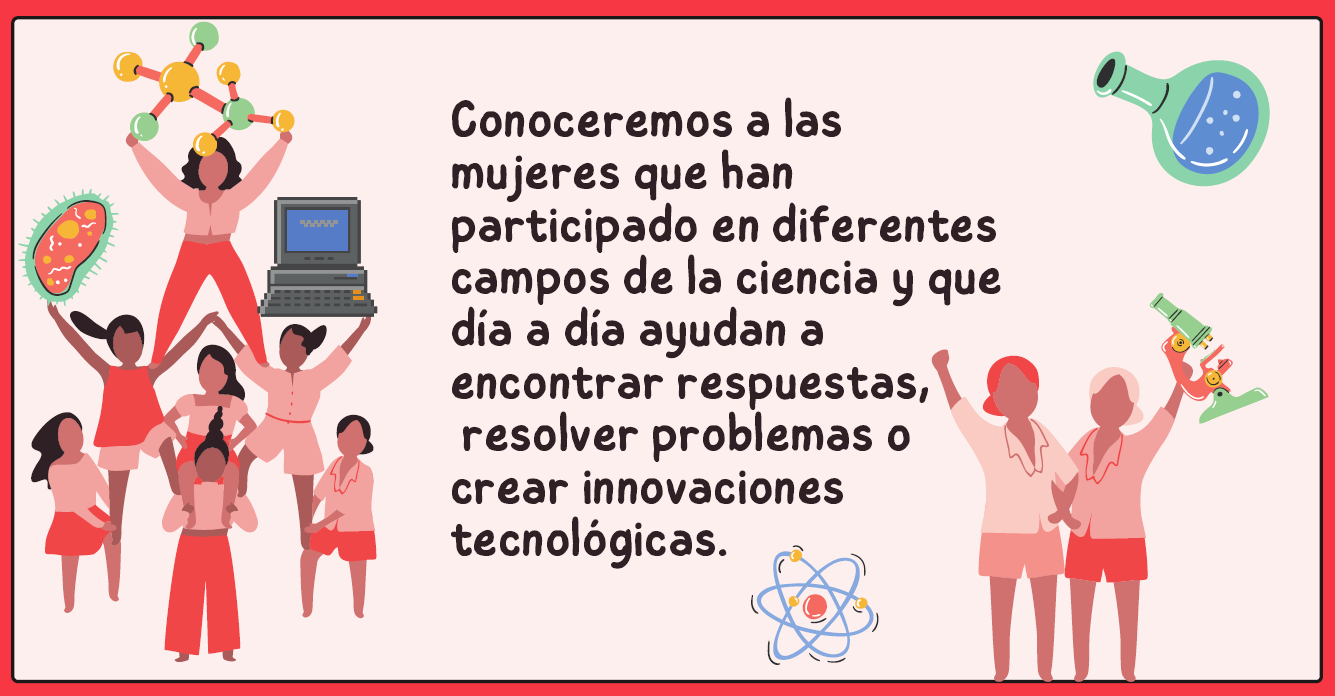 Conoceremos a las
mujeres que han
participado en diferentes
campos de la ciencia y que
día a día ayudan a
encontrar respuestas,
resolver problemas o
crear innovaciones
tecnológicas.